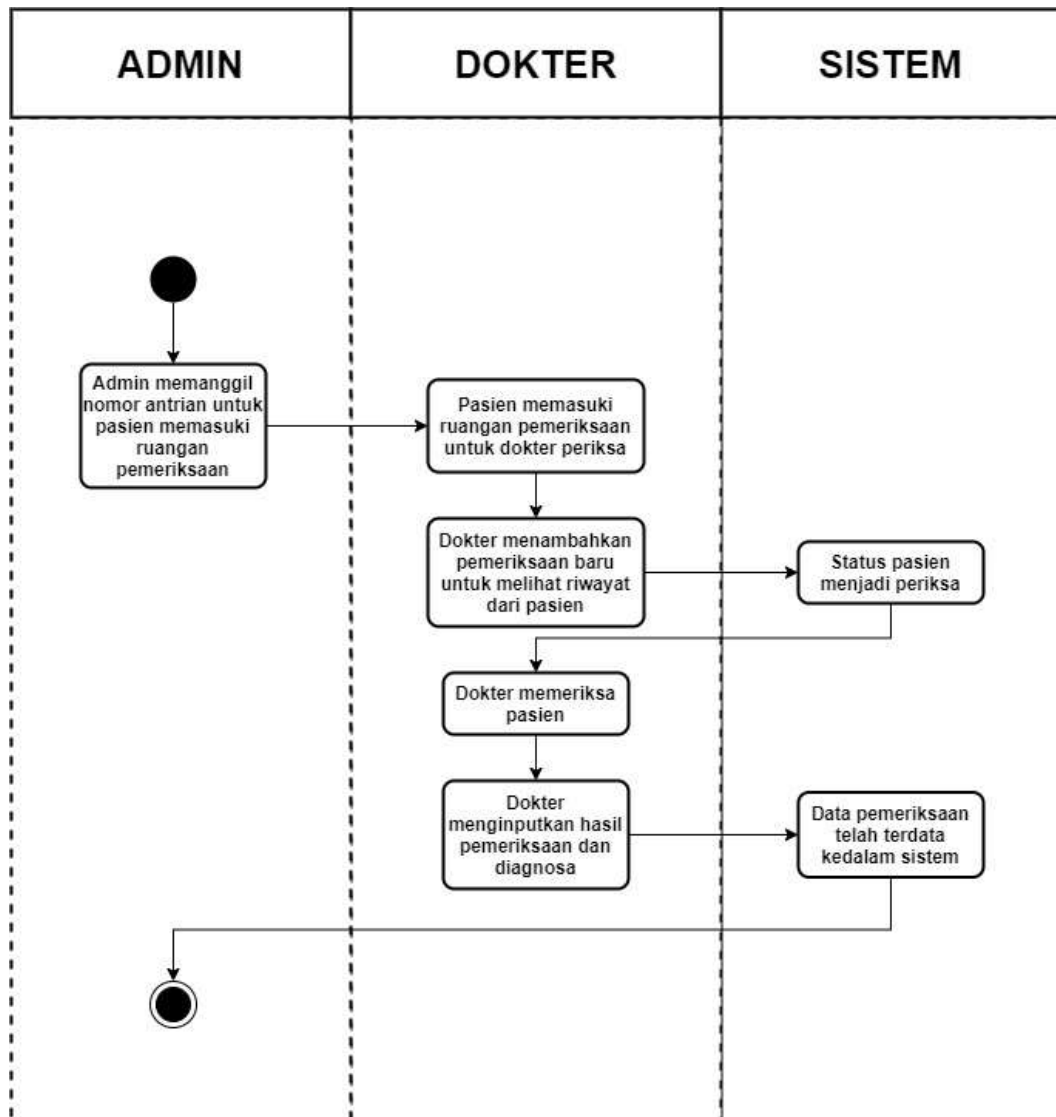 ADMIN
DOKTER
SISTEM
Admin memanggil
nomor antrian untuk
pasien memasuki
ruangan
pemeriksaan
Pasien memasuki
ruangan pemeriksaan
untuk dokter periksa
Dokter menambahkan
pemeriksaan baru
untuk melihat riwayat
dari pasien
Status pasien
menjadi periksa
Dokter memeriksa
pasien
Dokter
menginputkan hasil
pemeriksaan dan
diagnosa
Data pemeriksaan
telah terdata
kedalam sistem